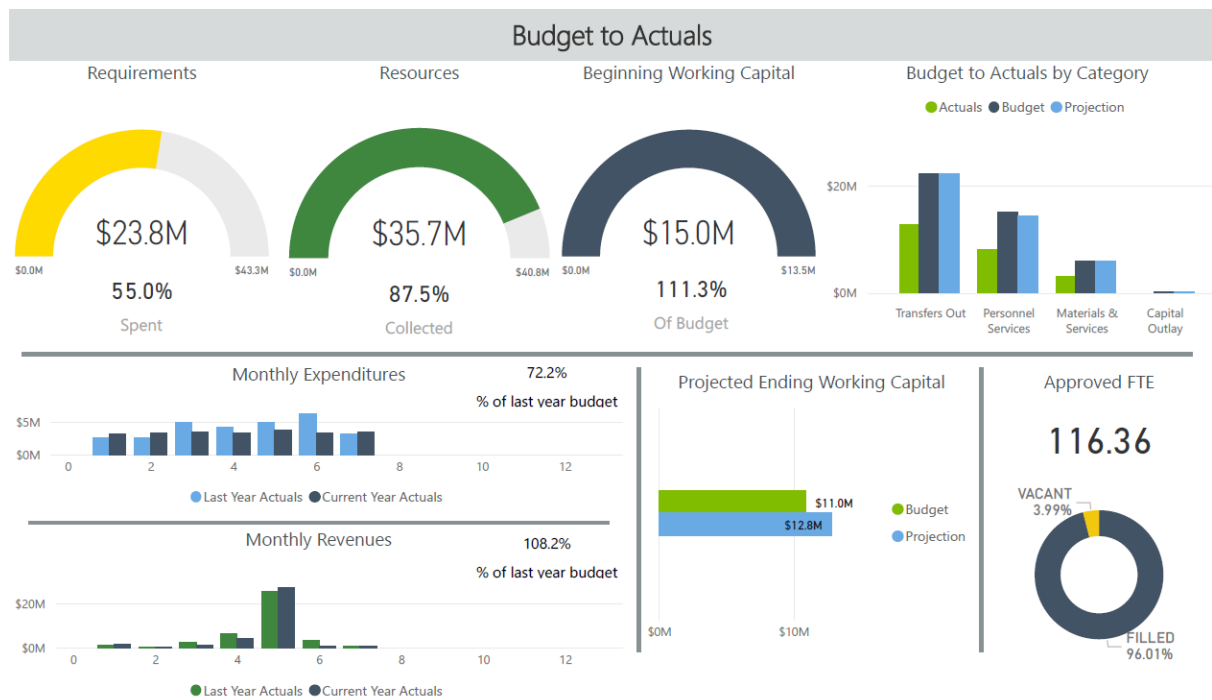 Budget to Actuals
Requirements
$23.8M
$0.0M
$43.3M
55.0%
Spent
Resources
$35.7M
$0.0M
$40.8M
87.5%
Collected
Beginning Working Capital
$15.0M
$0.0M
$13.5M
111.3%
Of Budget
Budget to Actuals by Category
Actuals Budget Projection
$20M
$0M
Transfers Out
Personnel
Services
Materials &
Services
Capital
Outlay
Monthly Expenditures
72.2%
% of last year budget
$5M
$0M
0 2 4 6 8 10 12
Last Year Actuals Current Year Actuals
Monthly Revenues
108.2%
% of last year budget
$20M
$0M
0 2 4 6 8 10 12
Last Year Actuals Current Year Actuals
Projected Ending Working Capital
$11.0M
$12.8M
Budget
Projection
$0M $10M
Approved FTE
116.36
VACANT
3.99%
FILLED
96.01%